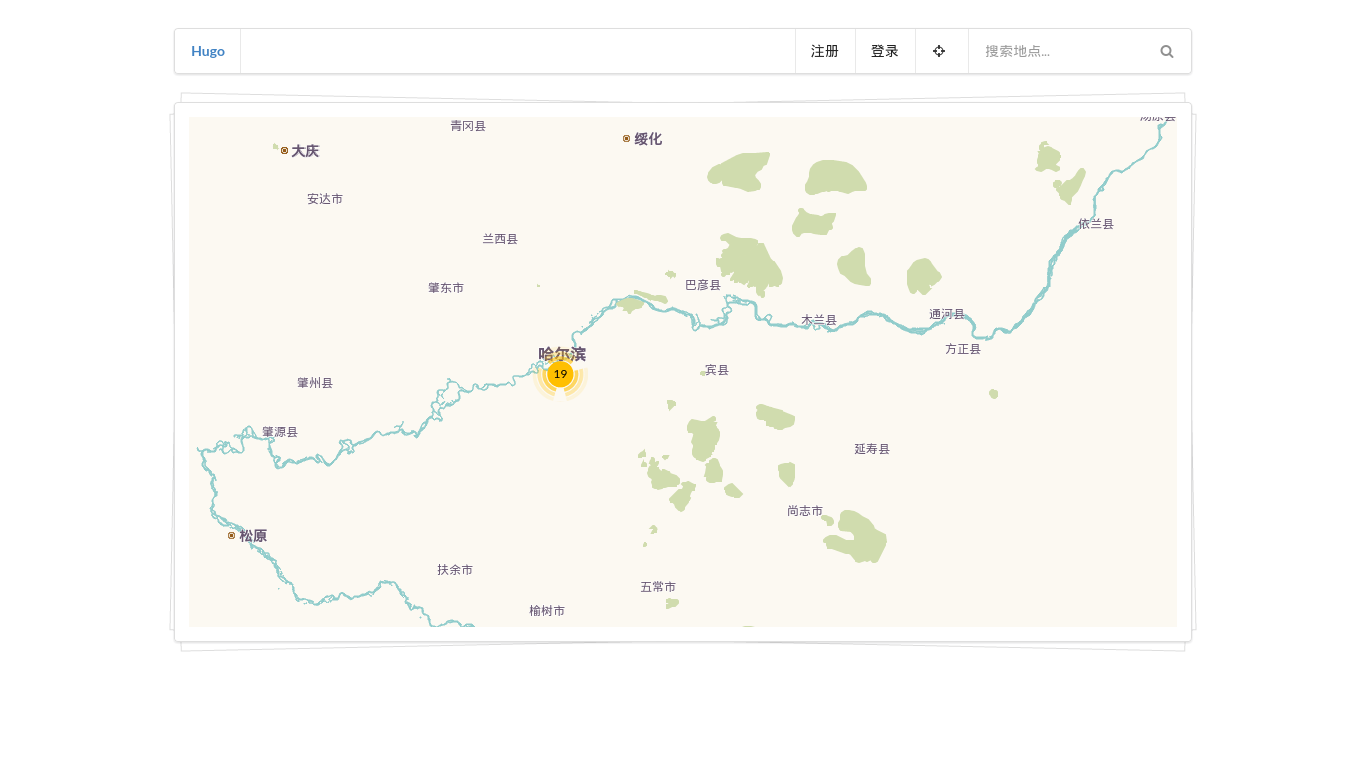 Hugo
注册
登录
搜索地点...
汤原县
青冈县
绥化
大庆
安达市
依兰县
兰西县
巴彦县
肇东市
通河县
木兰县
方正县
哈尔滨
宾县
19
肇州县
肇源县
延寿县
尚志市
松原
扶余市
五常市
榆树市